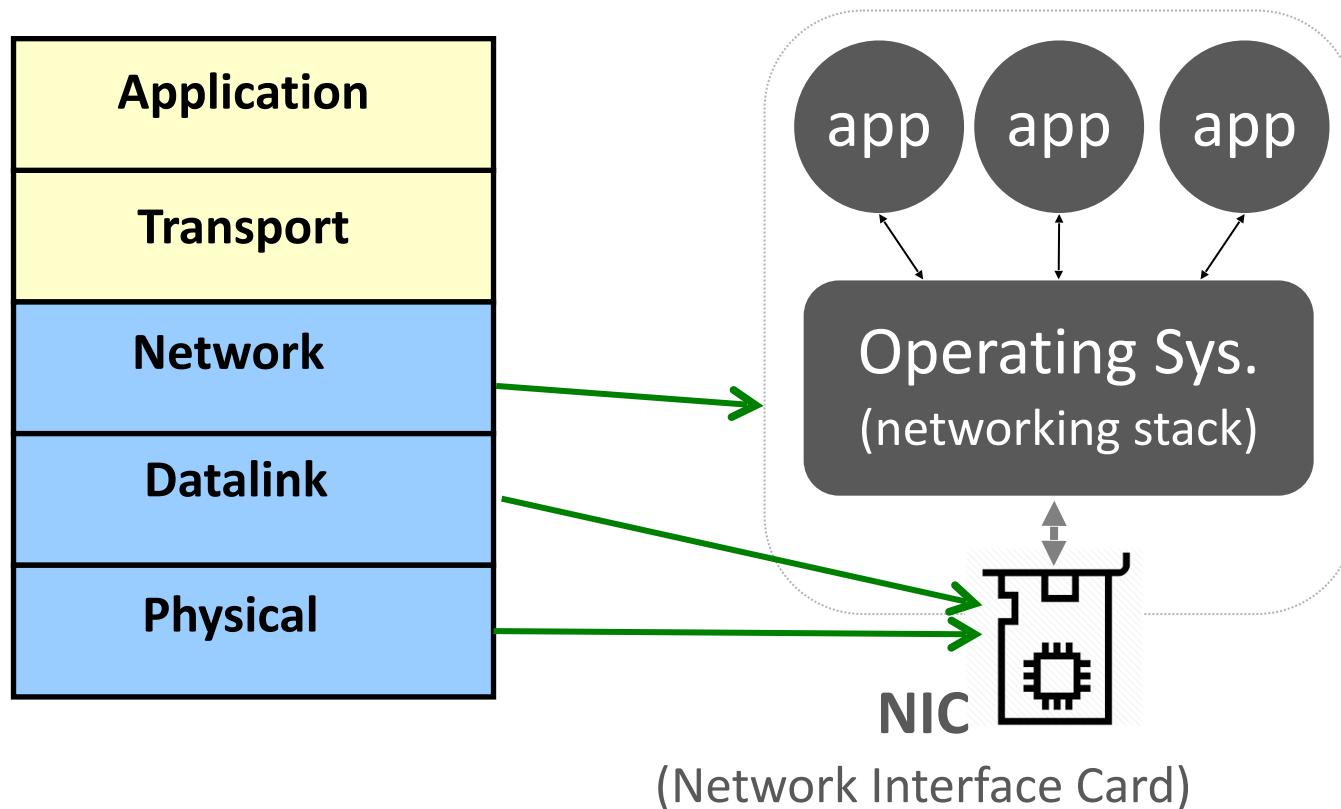 Application
Transport
Network
Datalink
Physical
app app app
Operating Sys.
(networking stack)
NIC
(Network Interface Card)